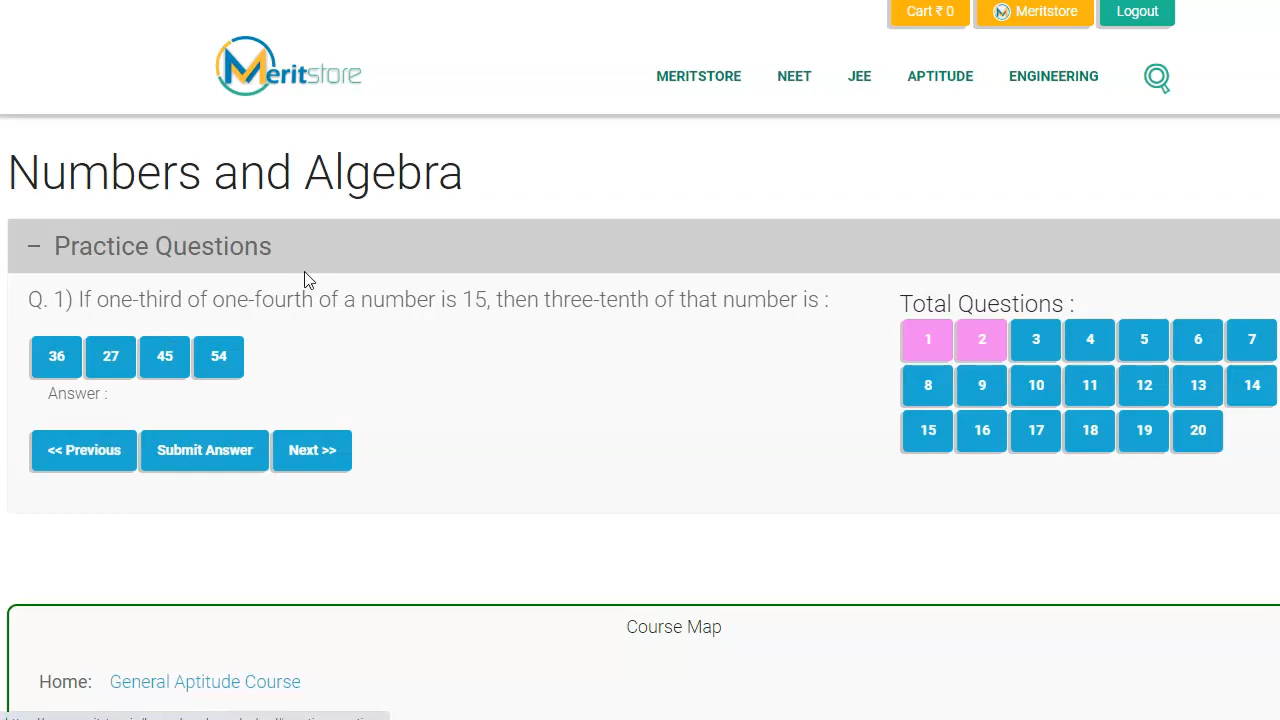 Cart ₹ 0
Meritstore
Logout
Meritstore
MERITSTORE
NEET
JEE
APTITUDE
ENGINEERING
Numbers and Algebra
− Practice Questions
Q. 1) If one-third of one-fourth of a number is 15, then three-tenth of that number is :
36
27
45
54
Answer :
<< Previous
Submit Answer
Next >>
Total Questions :
1 2 3 4 5 6 7
8 9 10 11 12 13 14
15 16 17 18 19 20
Course Map
Home: General Aptitude Course